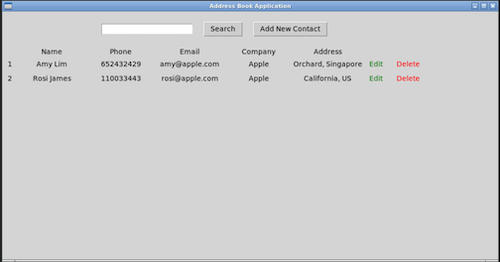 Address Book Application
Search Add New Contact
Name Phone Email Company Address
1 Amy Lim 652432429 amy@apple.com Apple Orchard, Singapore Edit Delete
2 Rosi James 110033443 rosi@apple.com Apple California, US Edit Delete